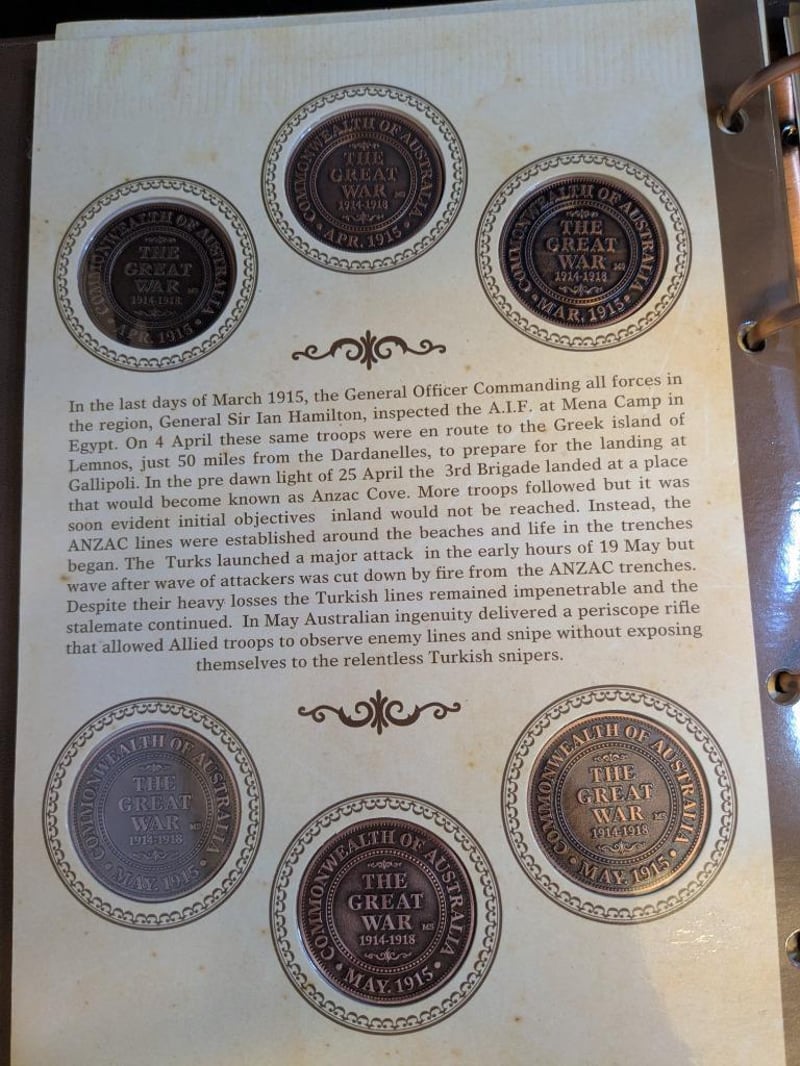 COMMONWEALTH OF AUSTRALIA
THE
GREAT
WAR
1914-1918
MS
• APR. 1915 •
COMMONWEALTH OF AUSTRALIA
THE
GREAT
WAR
1914-1918
MS
• APR. 1915 •
COMMONWEALTH OF AUSTRALIA
THE
GREAT
WAR
1914-1918
MS
• MAR. 1915 •
In the last days of March 1915, the General Officer Commanding all forces in
the region, General Sir Ian Hamilton, inspected the A.I.F. at Mena Camp in
Egypt. On 4 April these same troops were en route to the Greek island of
Lemnos, just 50 miles from the Dardanelles, to prepare for the landing at
Gallipoli. In the pre dawn light of 25 April the 3rd Brigade landed at a place
that would become known as Anzac Cove. More troops followed but it was
soon evident initial objectives inland would not be reached. Instead, the
ANZAC lines were established around the beaches and life in the trenches
began. The Turks launched a major attack in the early hours of 19 May but
wave after wave of attackers was cut down by fire from the ANZAC trenches.
Despite their heavy losses the Turkish lines remained impenetrable and the
stalemate continued. In May Australian ingenuity delivered a periscope rifle
that allowed Allied troops to observe enemy lines and snipe without exposing
themselves to the relentless Turkish snipers.
COMMONWEALTH OF AUSTRALIA
THE
GREAT
WAR
1914-1918
MS
• MAY. 1915 •
COMMONWEALTH OF AUSTRALIA
THE
GREAT
WAR
1914-1918
MS
• MAY. 1915 •
COMMONWEALTH OF AUSTRALIA
THE
GREAT
WAR
1914-1918
MS
• MAY. 1915 •